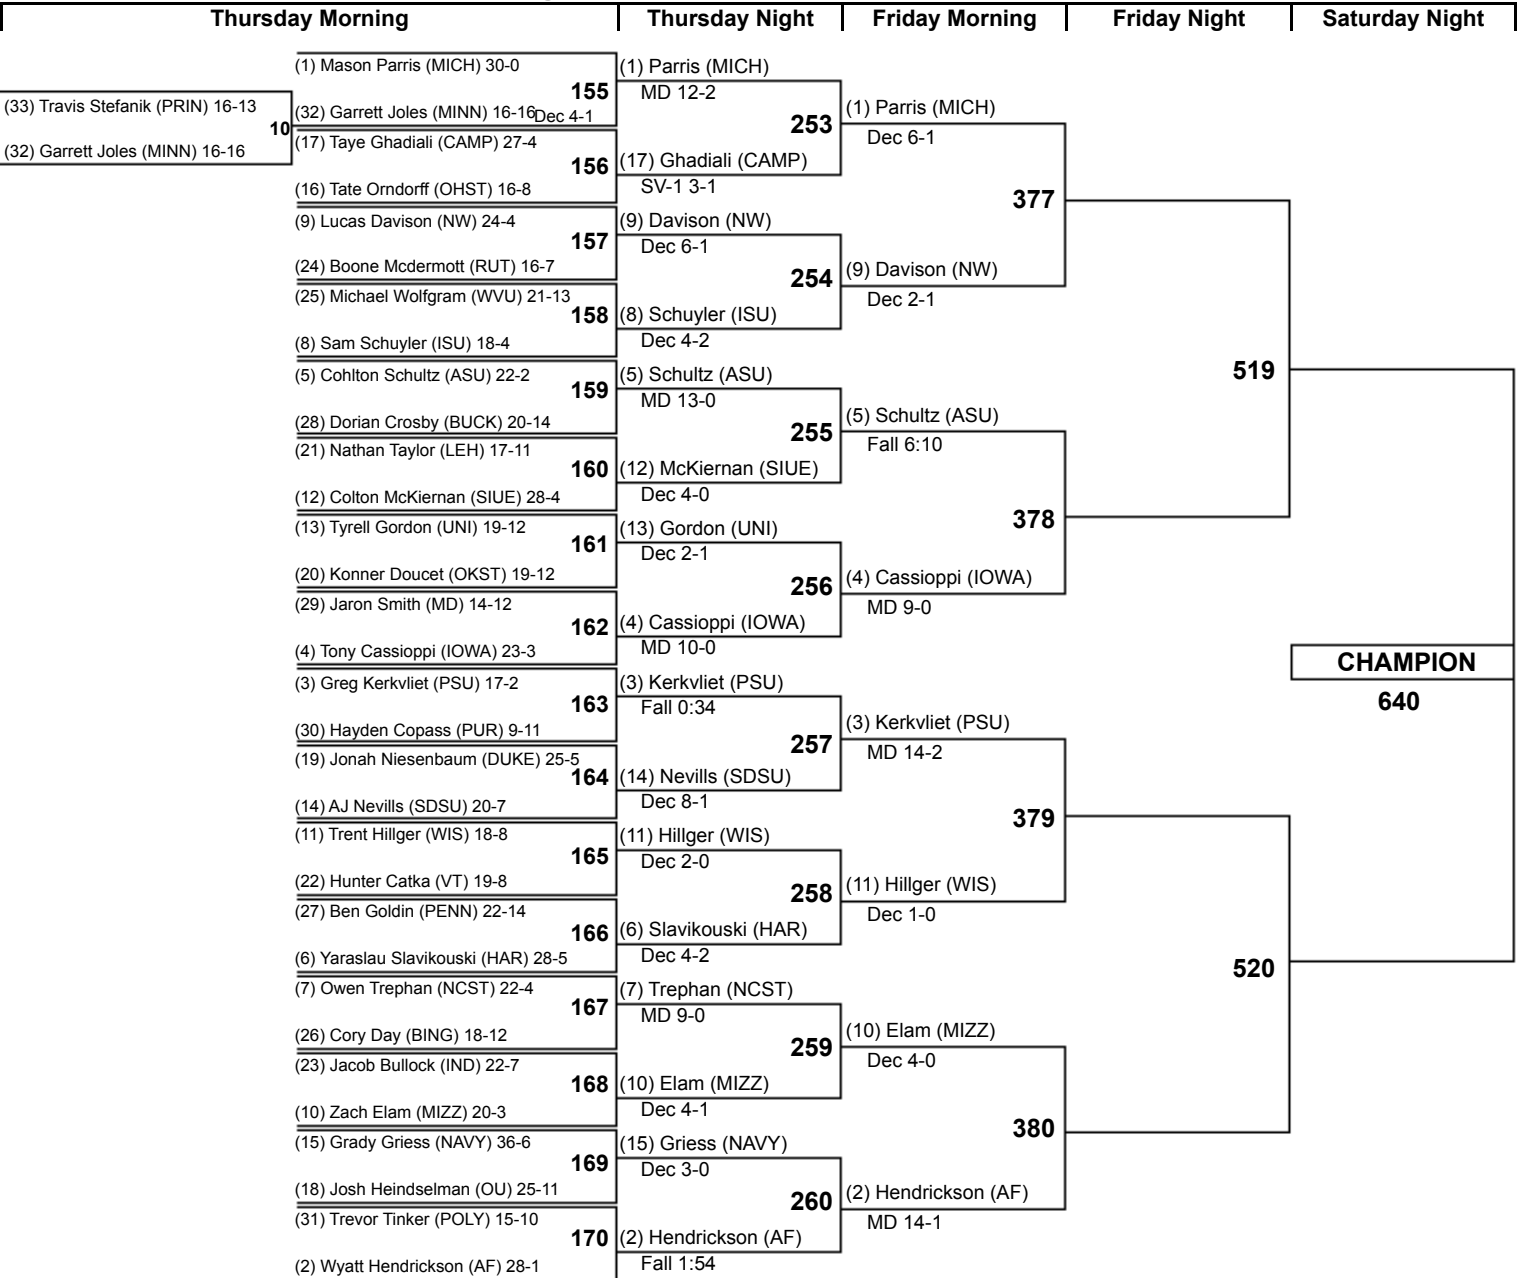 Thursday Morning
Thursday Night
Friday Morning
Friday Night
Saturday Night
(33) Travis Stefanik (PRIN) 16-13
10
(32) Garrett Joles (MINN) 16-16
(1) Mason Parris (MICH) 30-0
155
(32) Garrett Joles (MINN) 16-16
Dec 4-1
(17) Taye Ghadiali (CAMP) 27-4
156
(16) Tate Orndorff (OHST) 16-8
(9) Lucas Davison (NW) 24-4
157
(24) Boone Mcdermott (RUT) 16-7
(25) Michael Wolfgram (WVU) 21-13
158
(8) Sam Schuyler (ISU) 18-4
(5) Cohlton Schultz (ASU) 22-2
159
(28) Dorian Crosby (BUCK) 20-14
(21) Nathan Taylor (LEH) 17-11
160
(12) Colton McKiernan (SIUE) 28-4
(13) Tyrell Gordon (UNI) 19-12
161
(20) Konner Doucet (OKST) 19-12
(29) Jaron Smith (MD) 14-12
162
(4) Tony Cassioppi (IOWA) 23-3
(3) Greg Kerkvliet (PSU) 17-2
163
(30) Hayden Copass (PUR) 9-11
(19) Jonah Niesenbaum (DUKE) 25-5
164
(14) AJ Nevills (SDSU) 20-7
(11) Trent Hillger (WIS) 18-8
165
(22) Hunter Catka (VT) 19-8
(27) Ben Goldin (PENN) 22-14
166
(6) Yaraslau Slavikouski (HAR) 28-5
(7) Owen Trephan (NCST) 22-4
167
(26) Cory Day (BING) 18-12
(23) Jacob Bullock (IND) 22-7
168
(10) Zach Elam (MIZZ) 20-3
(15) Grady Griess (NAVY) 36-6
169
(18) Josh Heindselman (OU) 25-11
(31) Trevor Tinker (POLY) 15-10
170
(2) Wyatt Hendrickson (AF) 28-1
(1) Parris (MICH)
MD 12-2
253
(17) Ghadiali (CAMP)
SV-1 3-1
(9) Davison (NW)
Dec 6-1
254
(8) Schuyler (ISU)
Dec 4-2
(5) Schultz (ASU)
MD 13-0
255
(12) McKiernan (SIUE)
Dec 4-0
(13) Gordon (UNI)
Dec 2-1
256
(4) Cassioppi (IOWA)
MD 10-0
(3) Kerkvliet (PSU)
Fall 0:34
257
(14) Nevills (SDSU)
Dec 8-1
(11) Hillger (WIS)
Dec 2-0
258
(6) Slavikouski (HAR)
Dec 4-2
(7) Trephan (NCST)
MD 9-0
259
(10) Elam (MIZZ)
Dec 4-1
(15) Griess (NAVY)
Dec 3-0
260
(2) Hendrickson (AF)
Fall 1:54
(1) Parris (MICH)
Dec 6-1
377
(9) Davison (NW)
Dec 2-1
(5) Schultz (ASU)
Fall 6:10
378
(4) Cassioppi (IOWA)
MD 9-0
(3) Kerkvliet (PSU)
MD 14-2
379
(11) Hillger (WIS)
Dec 1-0
(10) Elam (MIZZ)
Dec 4-0
380
(2) Hendrickson (AF)
MD 14-1
519
520
CHAMPION
640